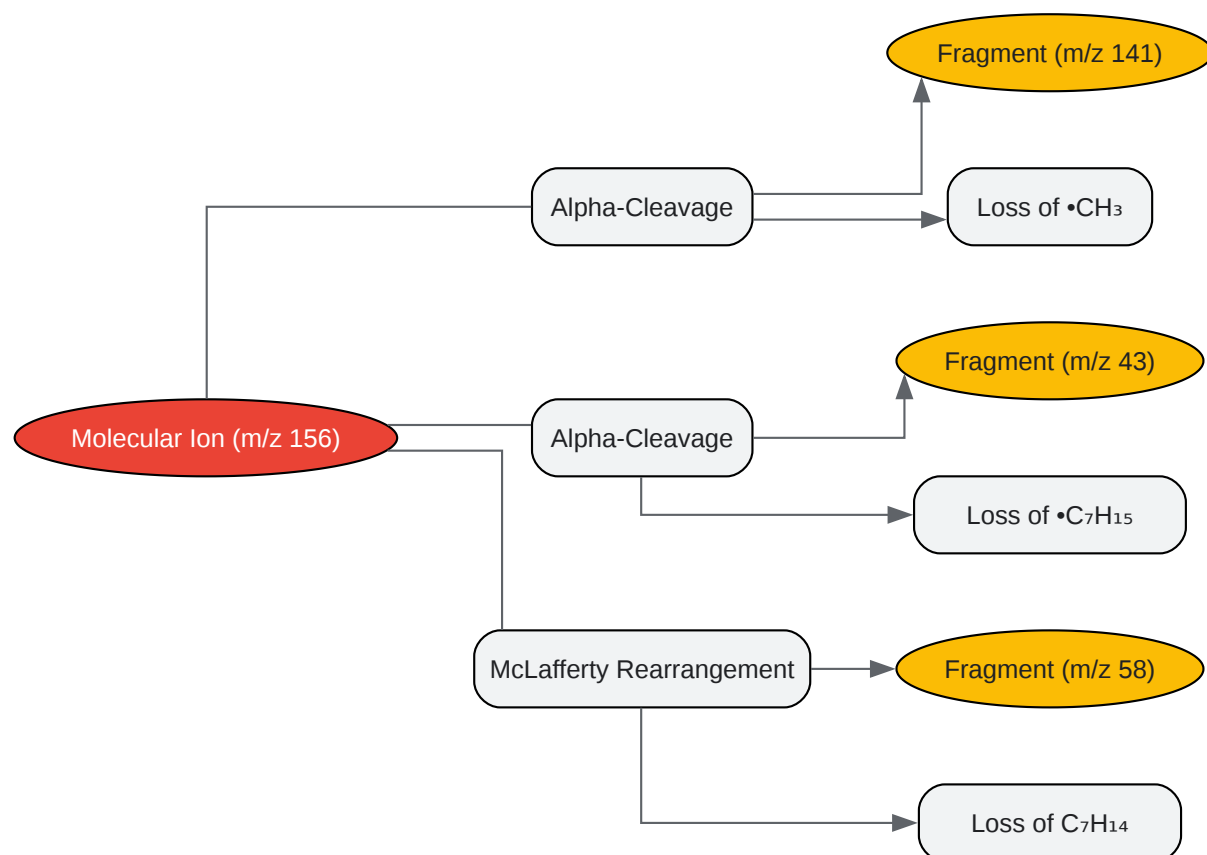 Fragment (m/z 141)
Alpha-Cleavage
Loss of •CH₃
Fragment (m/z 43)
Molecular Ion (m/z 156)
Alpha-Cleavage
Loss of •C₇H₁₅
McLafferty Rearrangement
Fragment (m/z 58)
Loss of C₇H₁₄